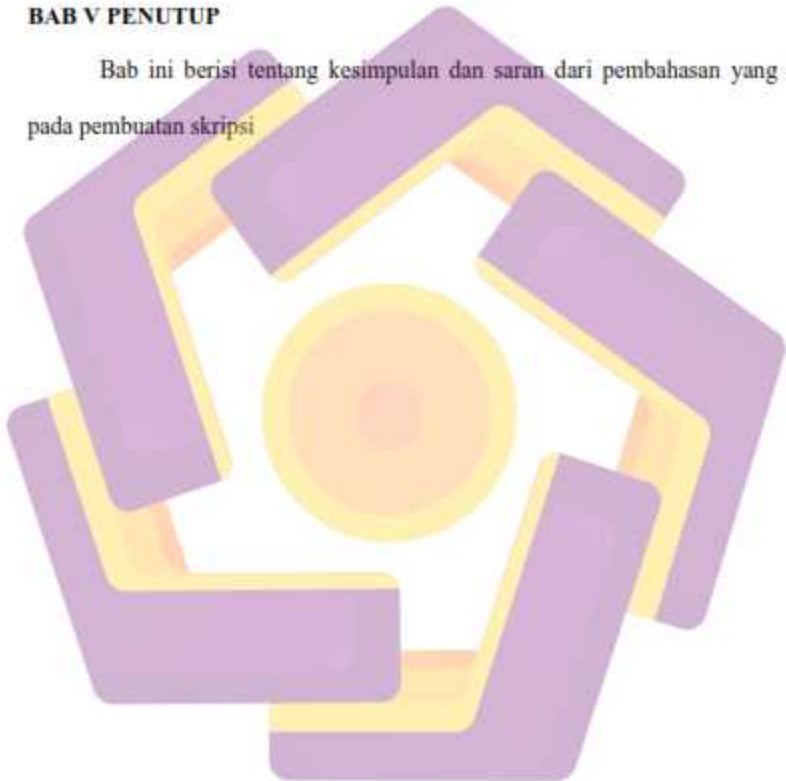 BAB V PENUTUP
Bab ini berisi tentang kesimpulan dan saran dari pembahasan yang
pada pembuatan skripsi